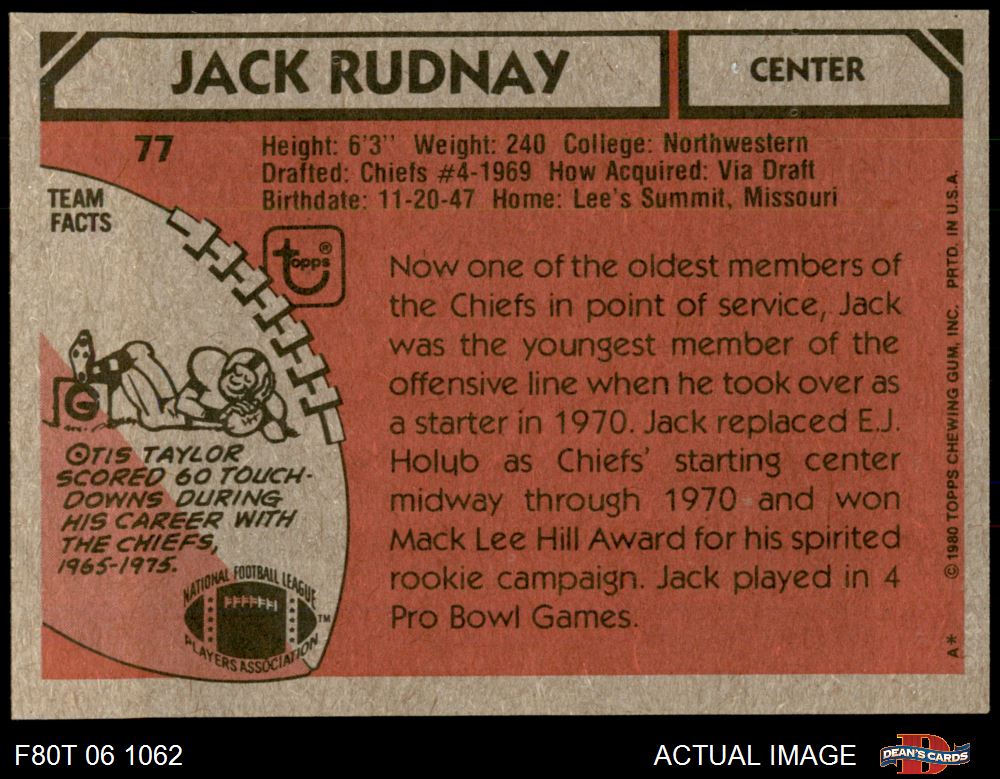 JACK RUDNAY
CENTER
77
Height: 6'3" Weight: 240 College: Northwestern
Drafted: Chiefs #4-1969 How Acquired: Via Draft
Birthdate: 11-20-47 Home: Lee's Summit, Missouri
TEAM
FACTS
topps®
Now one of the oldest members of
the Chiefs in point of service, Jack
was the youngest member of the
offensive line when he took over as
a starter in 1970. Jack replaced E.J.
Holub as Chiefs' starting center
midway through 1970 and won
Mack Lee Hill Award for his spirited
rookie campaign. Jack played in 4
Pro Bowl Games.
G
OTIS TAYLOR
SCORED 60 TOUCH-
DOWNS DURING
HIS CAREER WITH
THE CHIEFS,
1965-1975.
NATIONAL FOOTBALL LEAGUE
PLAYERS ASSOCIATION
TM
A* © 1980 TOPPS CHEWING GUM, INC. PRTD. IN U.S.A.
F80T 06 1062
ACTUAL IMAGE
D
DEAN'S CARDS